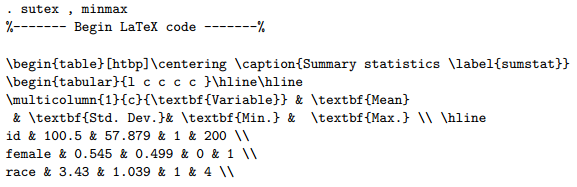 . sutex , minmax
%------- Begin LaTeX code -------%
\begin{table}[htbp]\centering \caption{Summary statistics \label{sumstat}}
\begin{tabular}{l c c c c }\hline\hline
\multicolumn{1}{c}{\textbf{Variable}} & \textbf{Mean}
& \textbf{Std. Dev.}& \textbf{Min.} & \textbf{Max.} \\ \hline
id & 100.5 & 57.879 & 1 & 200 \\
female & 0.545 & 0.499 & 0 & 1 \\
race & 3.43 & 1.039 & 1 & 4 \\